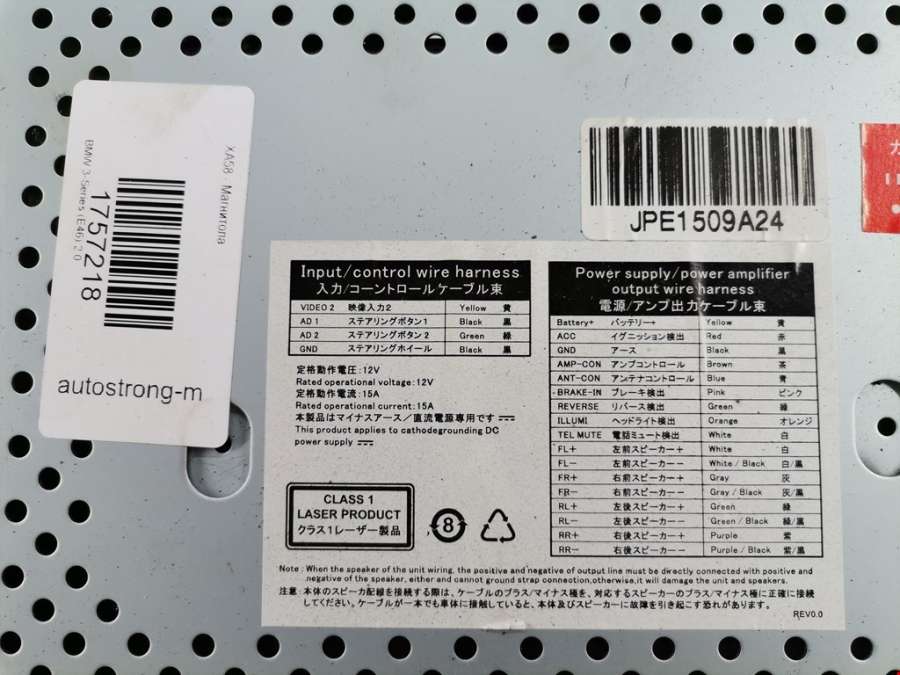 XA58 - Магнитола
BMW 3-Series (E46) 2.0
1757218
autostrong-m
JPE1509A24
Input/control wire harness
入力/コーントロールケーブル束
VIDEO 2 映像入力2 Yellow 黄
AD 1 ステアリングボタン1 Black 黒
AD 2 ステアリングボタン2 Green 緑
GND ステアリングホイール Black 黒
定格動作電圧:12V
Rated operational voltage:12V
定格動作電流:15A
Rated operational current:15A
本製品はマイナスアース/直流電源専用です
This product applies to cathodegrounding DC
power supply
CLASS 1
LASER PRODUCT
クラス1レーザー製品
8
Power supply/power amplifier
output wire harness
電源/アンプ出力ケーブル束
Battery+ バッテリー+ Yellow 黄
ACC イグニッション検出 Red 赤
GND アース Black 黒
AMP-CON アンプコントロール Brown 茶
ANT-CON アンテナコントロール Blue 青
BRAKE-IN ブレーキ検出 Pink ピンク
REVERSE リバース検出 Green 緑
ILLUMI ヘッドライト検出 Orange オレンジ
TEL MUTE 電話ミュート検出 White 白
FL+ 左前スピーカー+ White 白
FL- 左前スピーカー- White / Black 白/黒
FR+ 右前スピーカー+ Gray 灰
FR- 右前スピーカー- Gray / Black 灰/黒
RL+ 左後スピーカー+ Green 緑
RL- 左後スピーカー- Green / Black 緑/黒
RR+ 右後スピーカー+ Purple 紫
RR- 右後スピーカー- Purple / Black 紫/黒
Note : When the speaker of the unit wiring, the positive and negative of output line must be directly connected with positive and
negative of the speaker, either and cannot ground strap connection,otherwise,it will damage the unit and speakers.
注意:本体のスピーカ配線を接続する際は、ケーブルのプラス/マイナス極を、対応するスピーカーのプラス/マイナス極に正確に接続
してください。ケーブルが一本でも車体に接触していると、本体及びスピーカーに故障を引き起こす恐れがあります。
REV0.0